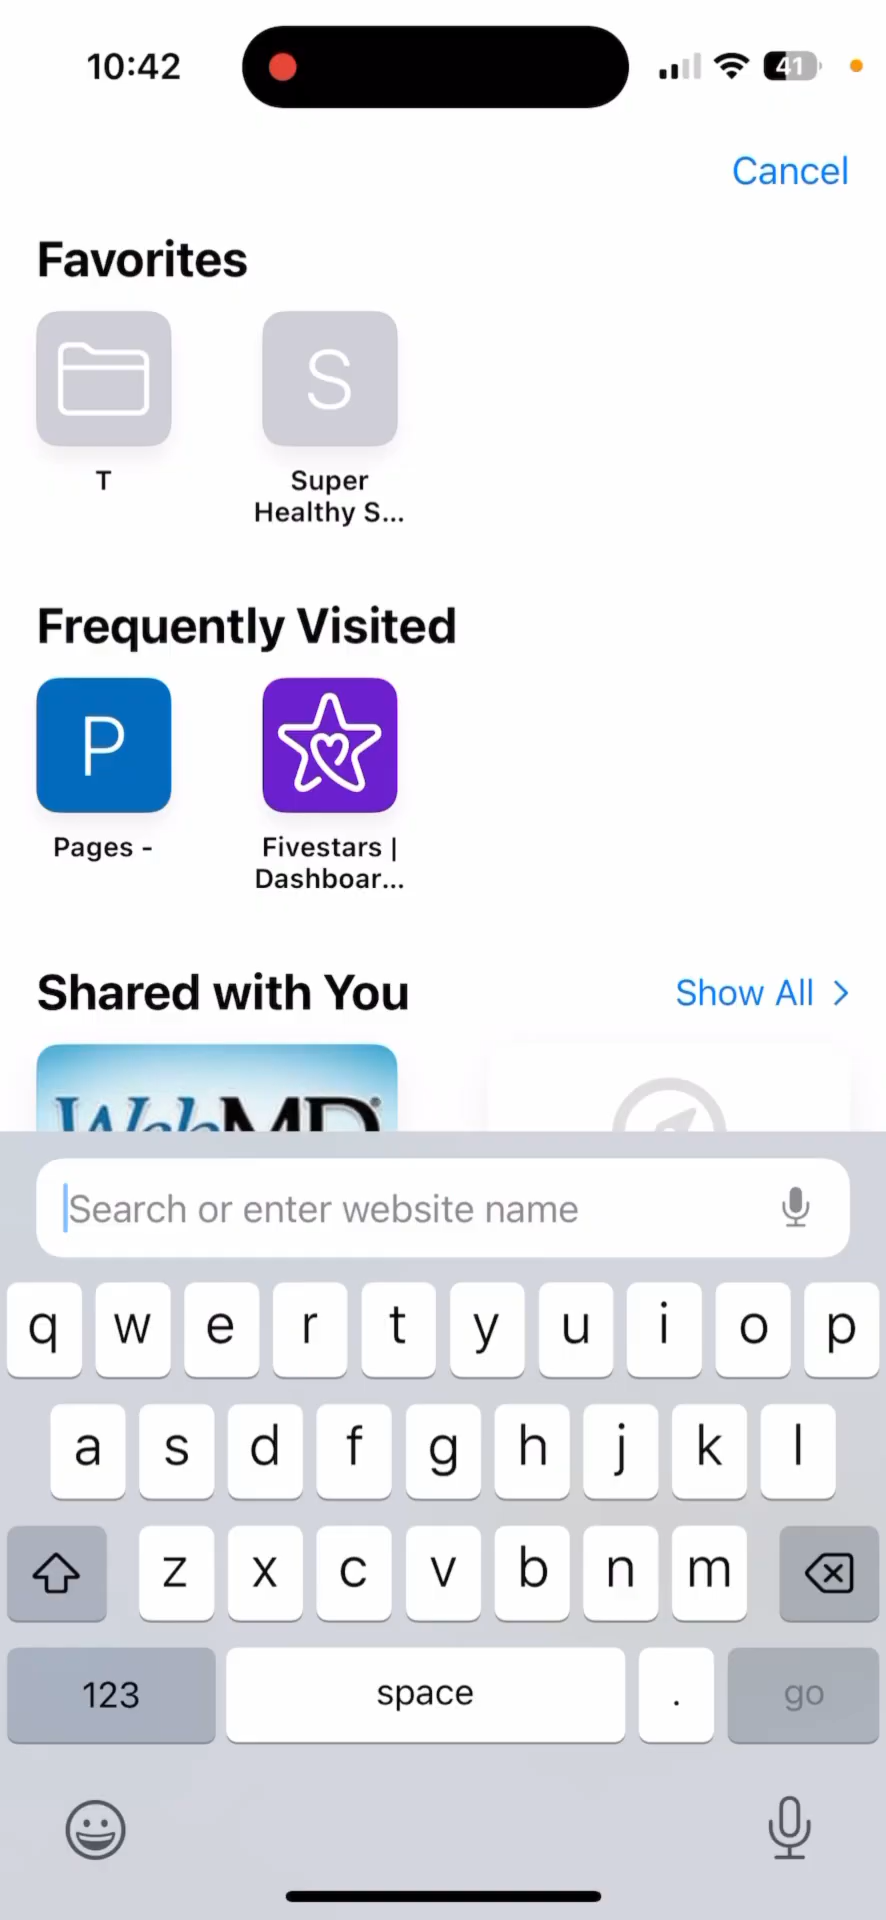 10:42
41
Cancel
Favorites
S
T
Super
Healthy S...
Frequently Visited
P
Pages -
Fivestars |
Dashboar...
Shared with You
Show All
WebMD
Search or enter website name
q w e r t y u i o p
a s d f g h j k l
z x c v b n m
123 space . go